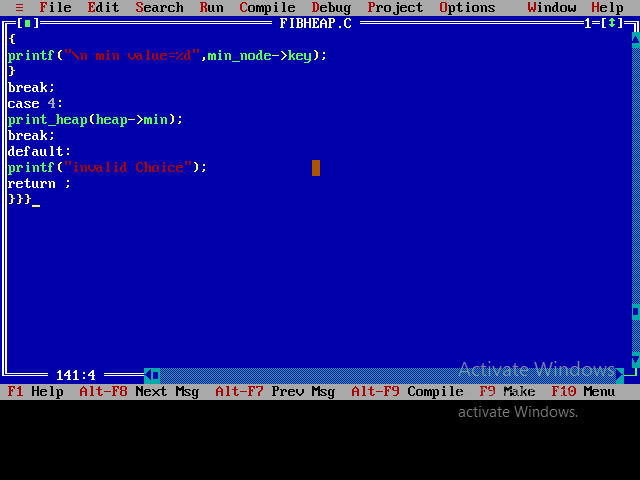 ≡ File Edit Search Run Compile Debug Project Options Window Help
[■] FIBHEAP.C 1=[↕]
{
printf("\n min value=%d",min_node->key);
}
break;
case 4:
print_heap(heap->min);
break;
default:
printf("invalid Choice");
return ;
}}}_
141:4
Activate Windows
F1 Help Alt-F8 Next Msg Alt-F7 Prev Msg Alt-F9 Compile F9 Make F10 Menu
activate Windows.